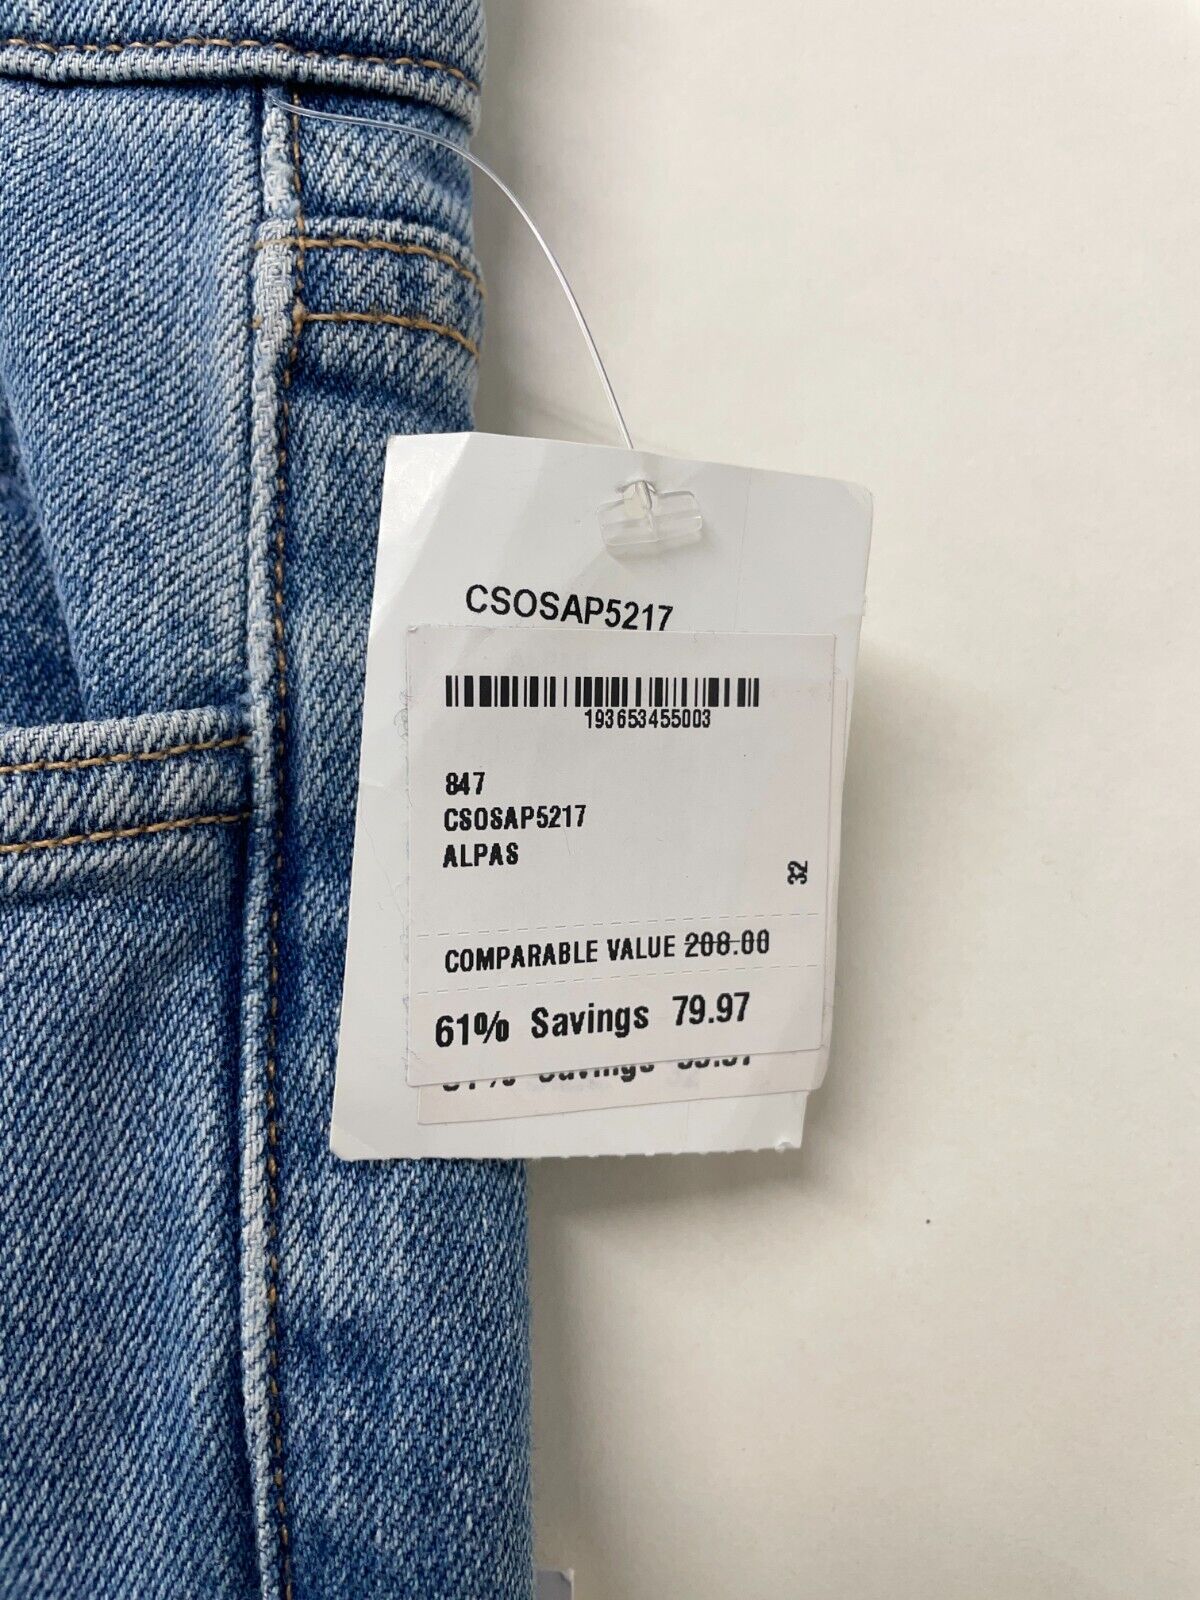 CSOSAP5217
193653455003
847
CSOSAP5217
ALPAS
32
COMPARABLE VALUE 208.00
61% Savings 79.97